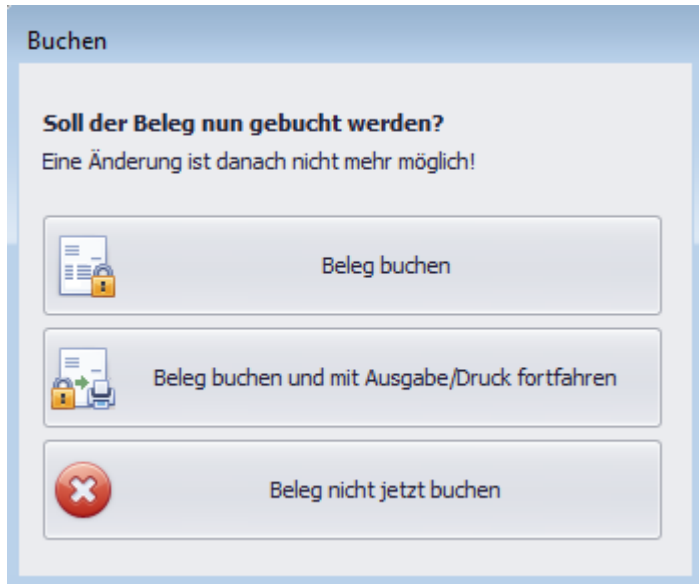 Buchen
Soll der Beleg nun gebucht werden?
Eine Änderung ist danach nicht mehr möglich!
Beleg buchen
Beleg buchen und mit Ausgabe/Druck fortfahren
Beleg nicht jetzt buchen